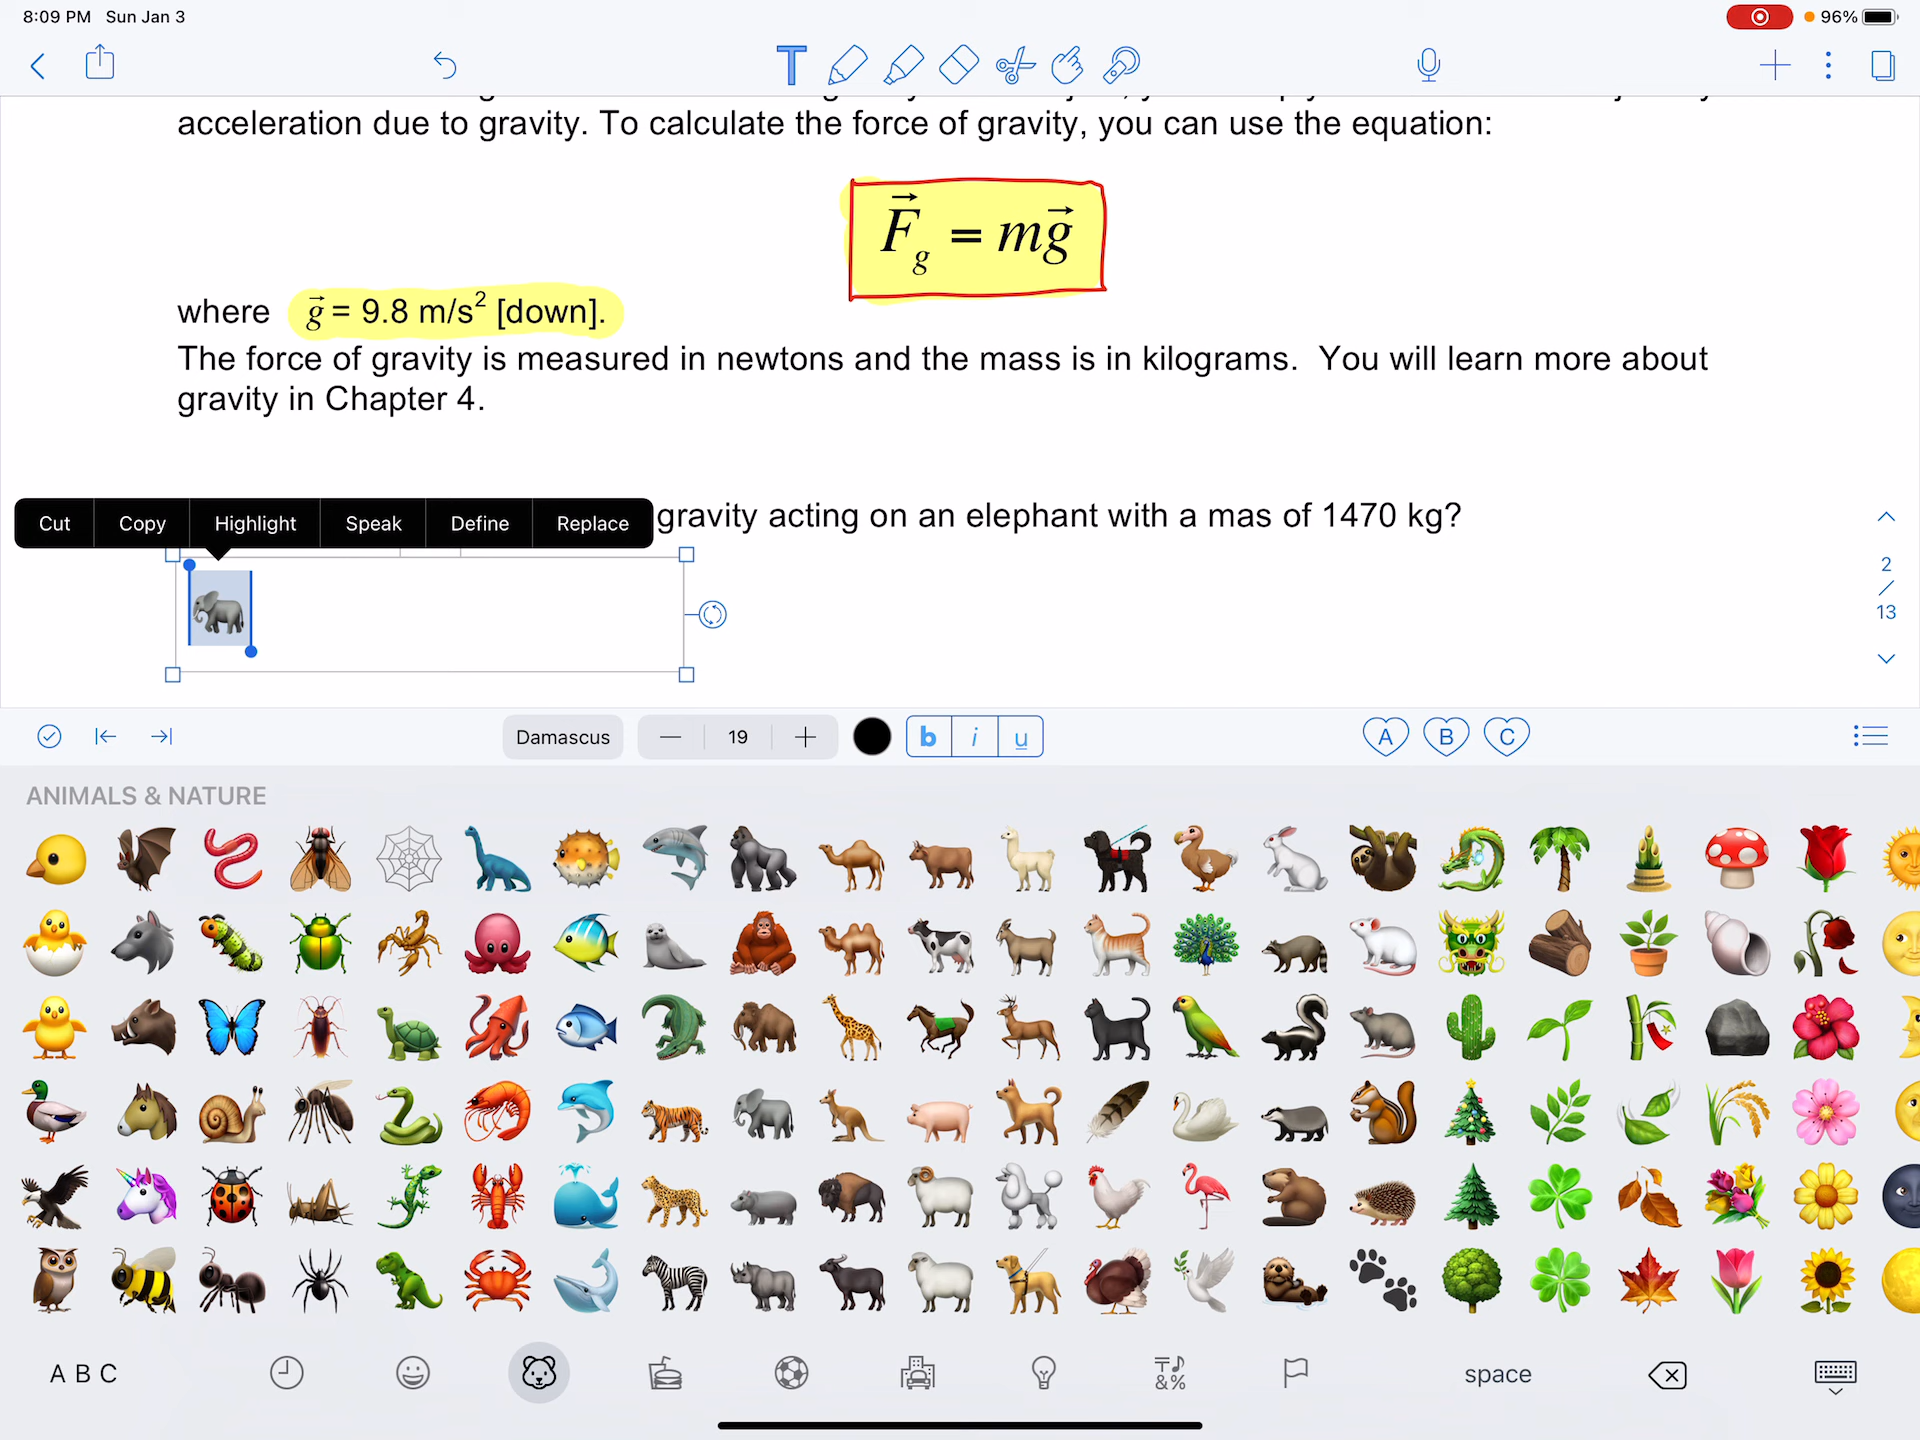 8:09 PM Sun Jan 3
96%
T
acceleration due to gravity. To calculate the force of gravity, you can use the equation:
F⃗g = mg⃗
where g⃗ = 9.8 m/s² [down].
The force of gravity is measured in newtons and the mass is in kilograms. You will learn more about
gravity in Chapter 4.
Cut Copy Highlight Speak Define Replace
gravity acting on an elephant with a mas of 1470 kg?
2
/
13
Damascus
19
b i u
A B C
ANIMALS & NATURE
ABC
&%
space